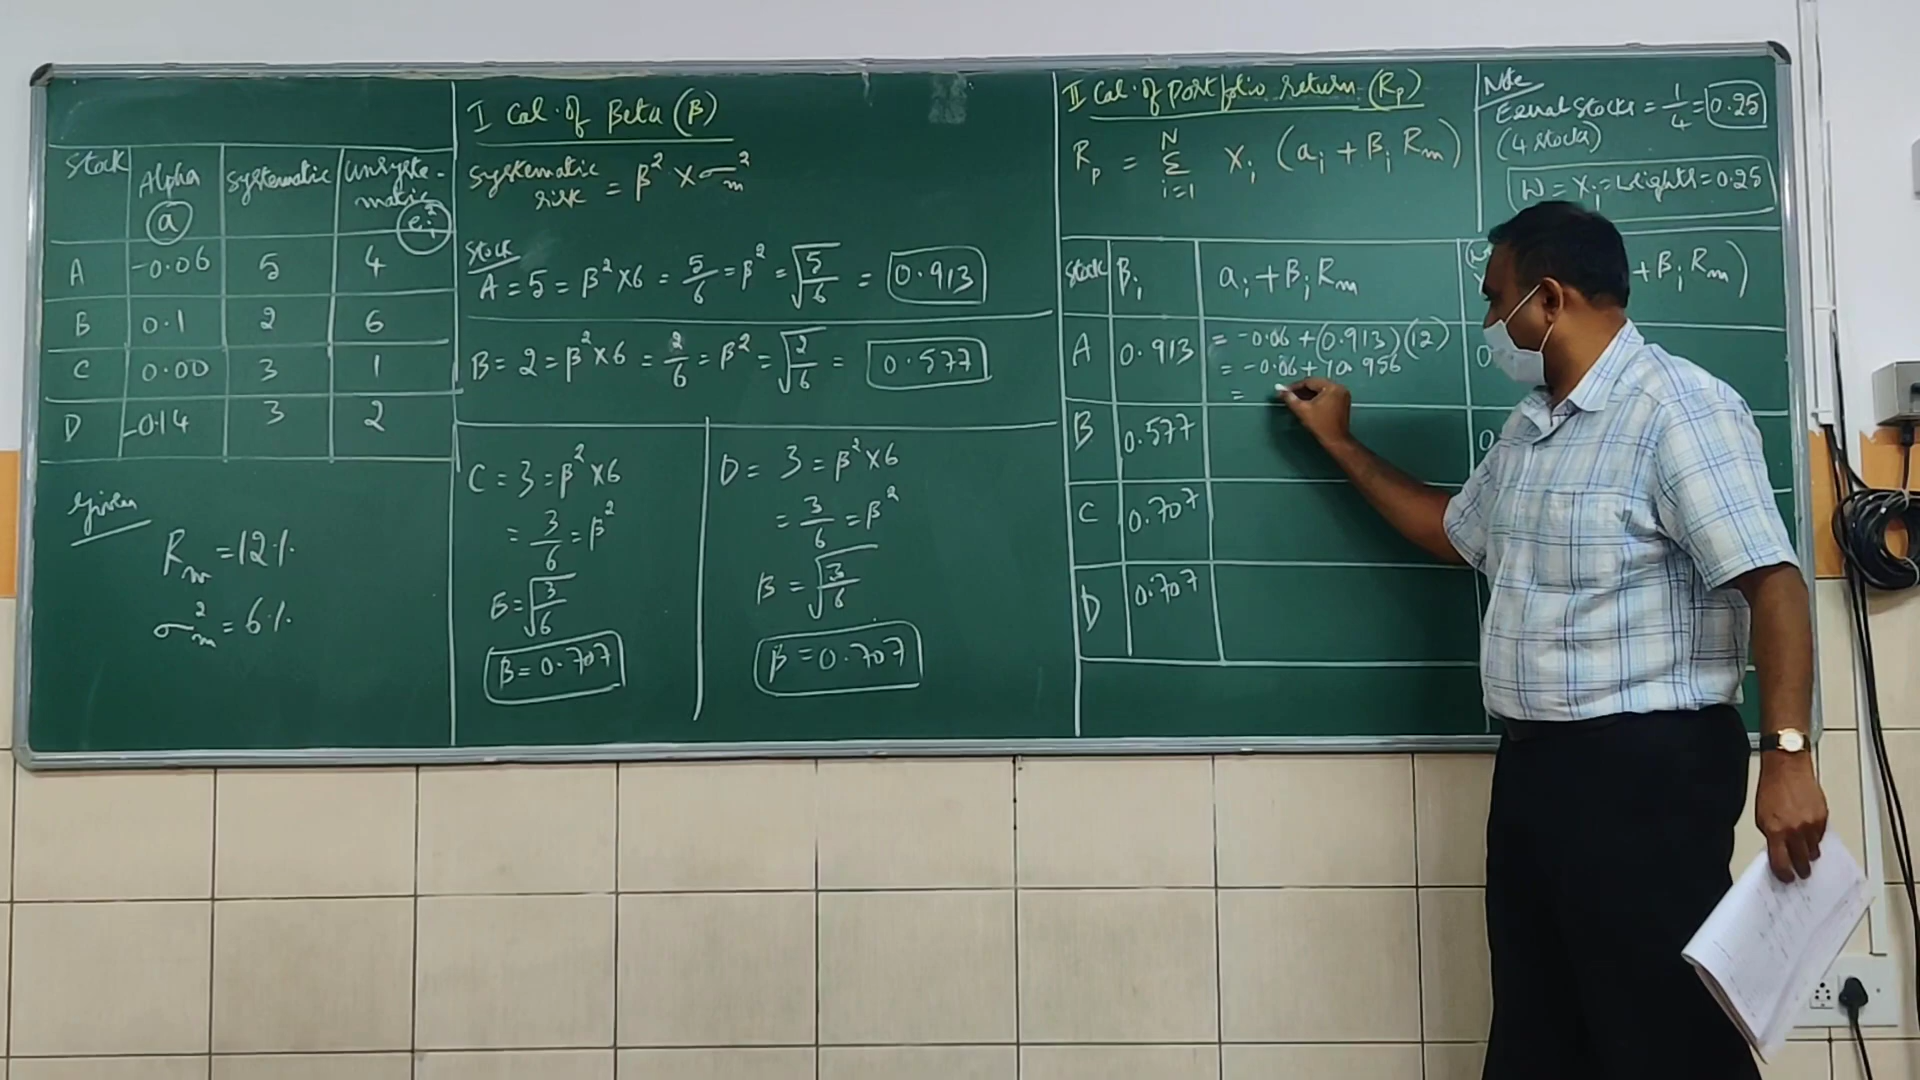 Stock Alpha (a) Systematic Unsyste-matic ei²
A -0.06 5 4
B 0.1 2 6
C 0.00 3 1
D -0.14 3 2
Given
Rm = 12%
σ²m = 6%
I Cal. of Beta (β)
Systematic risk = β² × σ²m
Stock
A = 5 = β² × 6 = 5/6 = β² = √5/6 = 0.913
B = 2 = β² × 6 = 2/6 = β² = √2/6 = 0.577
C = 3 = β² × 6
= 3/6 = β²
β = √3/6
β = 0.707
D = 3 = β² × 6
= 3/6 = β²
β = √3/6
β = 0.707
II Cal. of Portfolio return (Rp)
Rp = N Σ i=1 Xi (ai + βi Rm)
Note
Equal Stocks = 1/4 = 0.25
(4 stocks)
W = Xi = Weights = 0.25
Stock βi ai + βi Rm + βi Rm)
A 0.913 = -0.06 + (0.913)(12)
= -0.06 + 10.956
=
B 0.577
C 0.707
D 0.707